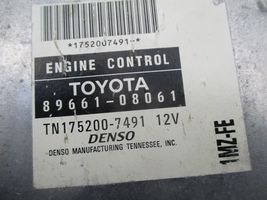 *1752007491-*
ENGINE CONTROL
TOYOTA
89661-08061
TN175200-7491 12V
DENSO
DENSO MANUFACTURING TENNESSEE, INC.
1MZ-FE